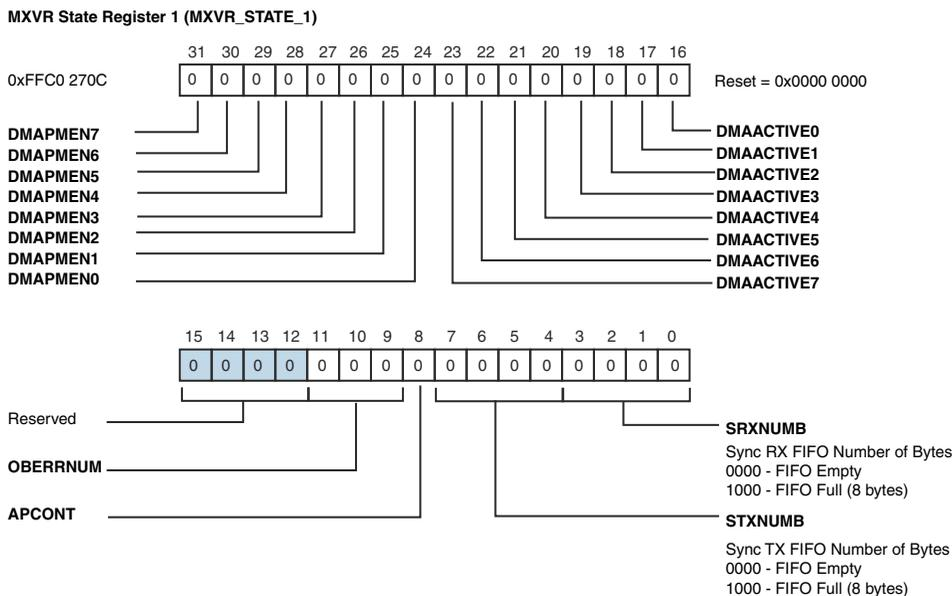 MXVR State Register 1 (MXVR_STATE_1)
31 30 29 28 27 26 25 24 23 22 21 20 19 18 17 16
0xFFC0 270C 0 0 0 0 0 0 0 0 0 0 0 0 0 0 0 0 Reset = 0x0000 0000
DMAPMEN7 DMAACTIVE0
DMAPMEN6 DMAACTIVE1
DMAPMEN5 DMAACTIVE2
DMAPMEN4 DMAACTIVE3
DMAPMEN3 DMAACTIVE4
DMAPMEN2 DMAACTIVE5
DMAPMEN1 DMAACTIVE6
DMAPMEN0 DMAACTIVE7
15 14 13 12 11 10 9 8 7 6 5 4 3 2 1 0
0 0 0 0 0 0 0 0 0 0 0 0 0 0 0 0
Reserved
SRXNUMB
Sync RX FIFO Number of Bytes
0000 - FIFO Empty
1000 - FIFO Full (8 bytes)
OBERRNUM
APCONT
STXNUMB
Sync TX FIFO Number of Bytes
0000 - FIFO Empty
1000 - FIFO Full (8 bytes)